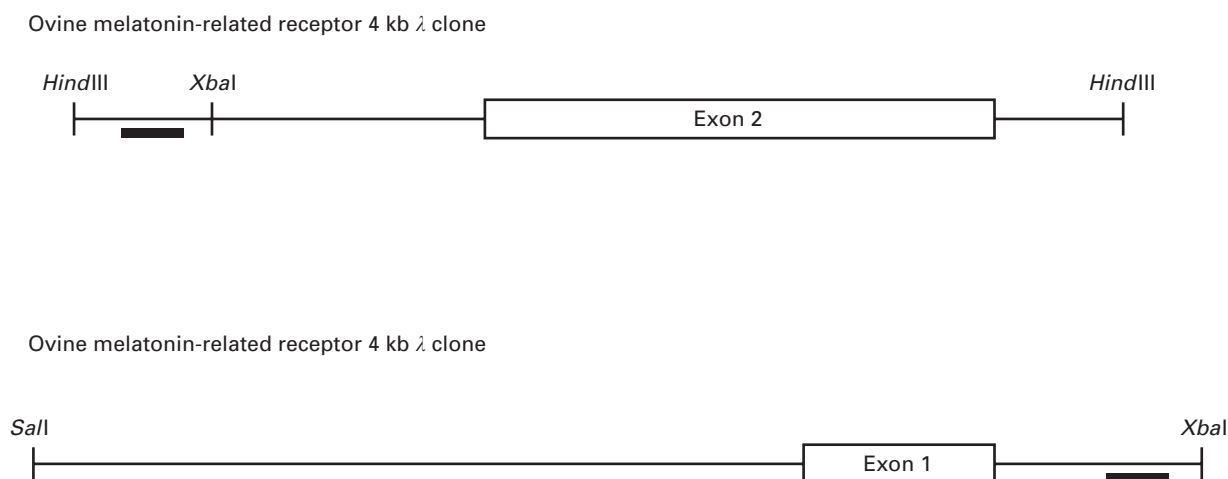 Ovine melatonin-related receptor 4 kb λ clone
HindIII XbaI HindIII
Exon 2
Ovine melatonin-related receptor 4 kb λ clone
SalI XbaI
Exon 1